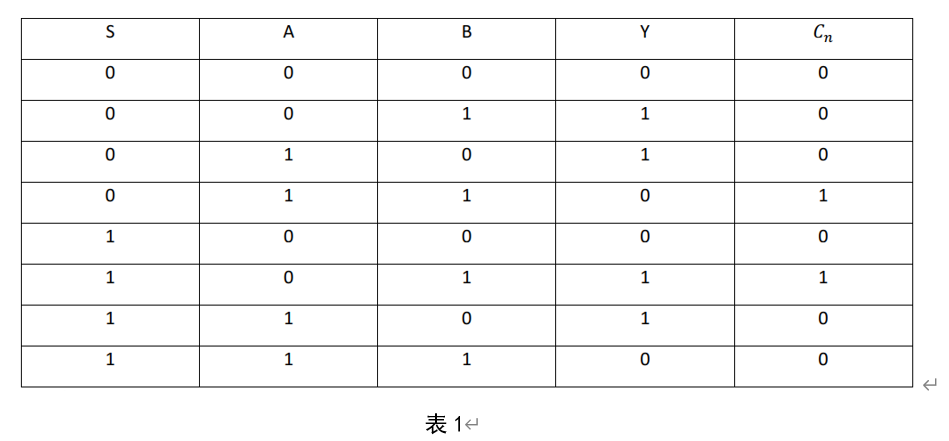 S A B Y Cₙ
0 0 0 0 0
0 0 1 1 0
0 1 0 1 0
0 1 1 0 1
1 0 0 0 0
1 0 1 1 1
1 1 0 1 0
1 1 1 0 0
表1